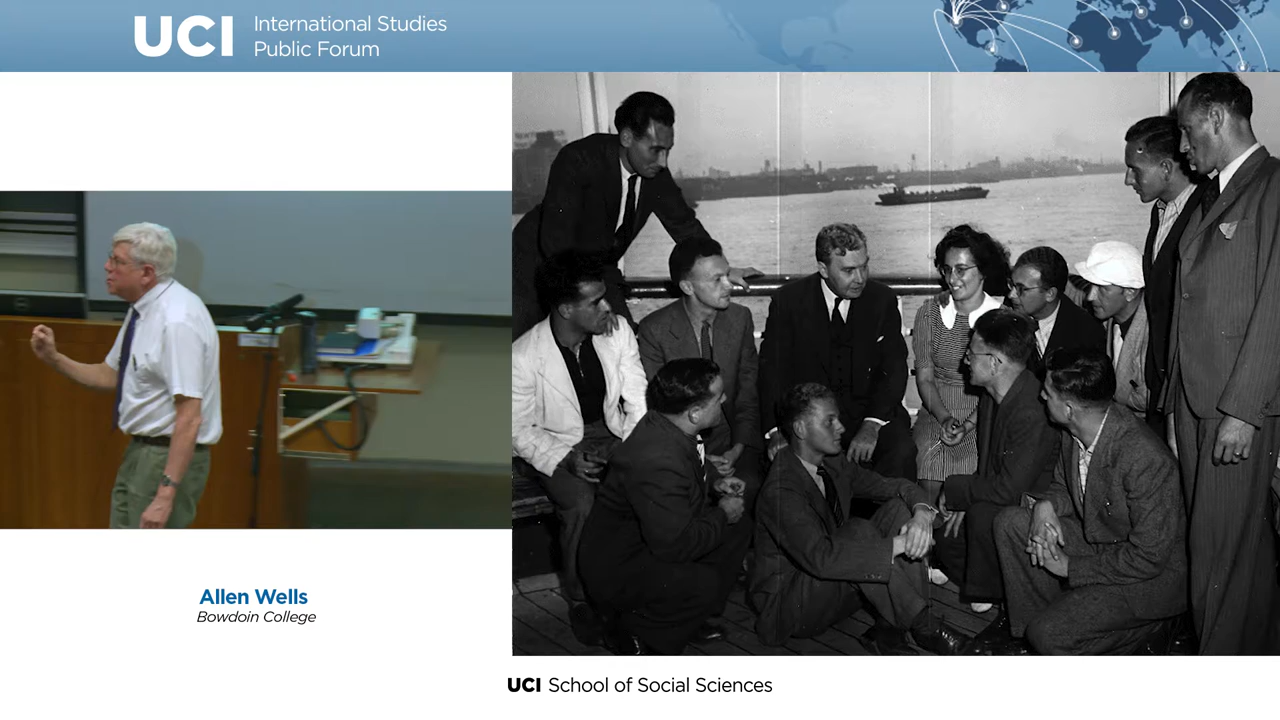 UCI International Studies
Public Forum
Allen Wells
Bowdoin College
UCI School of Social Sciences